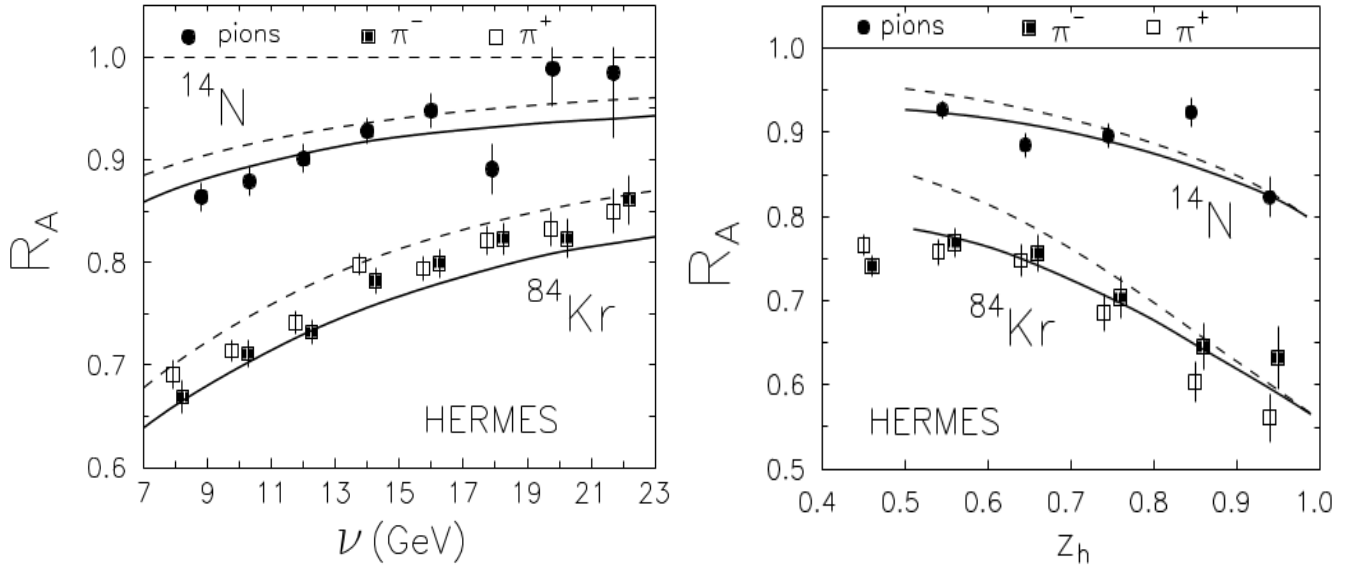 pions π⁻ π⁺
R_A
1.0
0.9
0.8
0.7
0.6
¹⁴N
⁸⁴Kr
HERMES
7 9 11 13 15 17 19 21 23
ν (GeV)
pions π⁻ π⁺
R_A
1.0
0.9
0.8
0.7
0.6
0.5
¹⁴N
⁸⁴Kr
HERMES
0.4 0.5 0.6 0.7 0.8 0.9 1.0
z_h